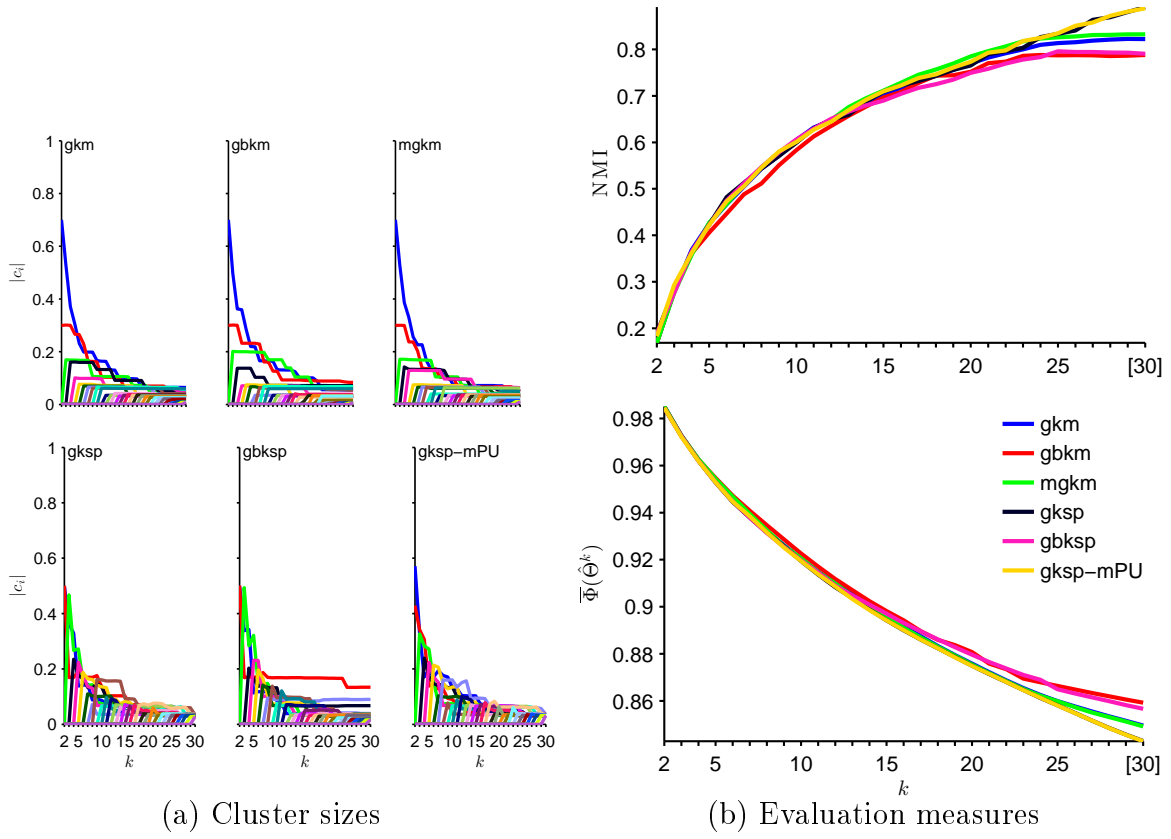 gkm
gbkm
mgkm
1
0.8
0.6
0.4
0.2
0
|c_i|
gksp
gbksp
gksp−mPU
1
0.8
0.6
0.4
0.2
0
|c_i|
2 5 10 15 20 25 30
2 5 10 15 20 25 30
2 5 10 15 20 25 30
k
k
k
(a) Cluster sizes
0.8
0.7
0.6
0.5
0.4
0.3
0.2
NMI
2 5 10 15 20 25 [30]
0.98
0.96
0.94
0.92
0.9
0.88
0.86
\overline{Φ}(\hat{Θ}^k)
gkm
gbkm
mgkm
gksp
gbksp
gksp−mPU
2 5 10 15 20 25 [30]
k
(b) Evaluation measures